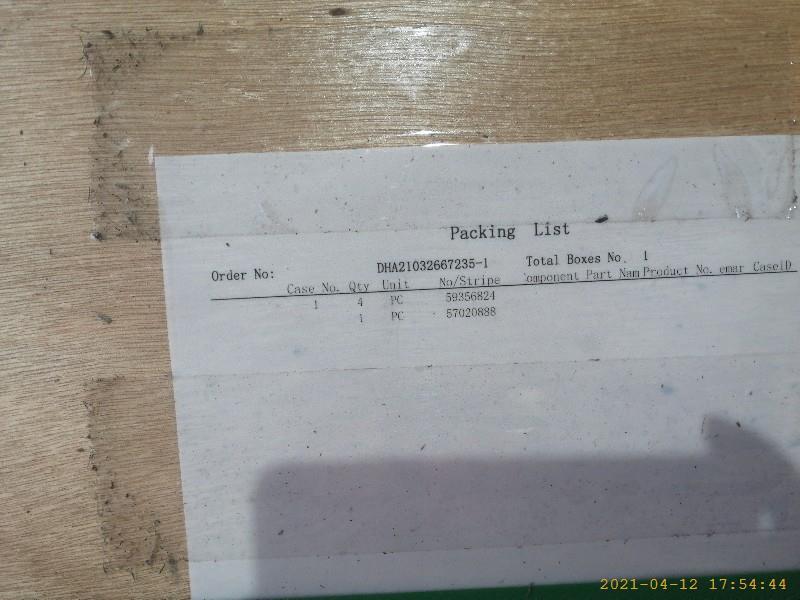 Packing List
Order No: DHA21032667235-1 Total Boxes No. 1
Case No. Qty Unit No/Stripe omponent Part Nam Product No. emar CaseID
1 4 PC 59356824
1 PC 57020888
2021-04-12 17:54:44